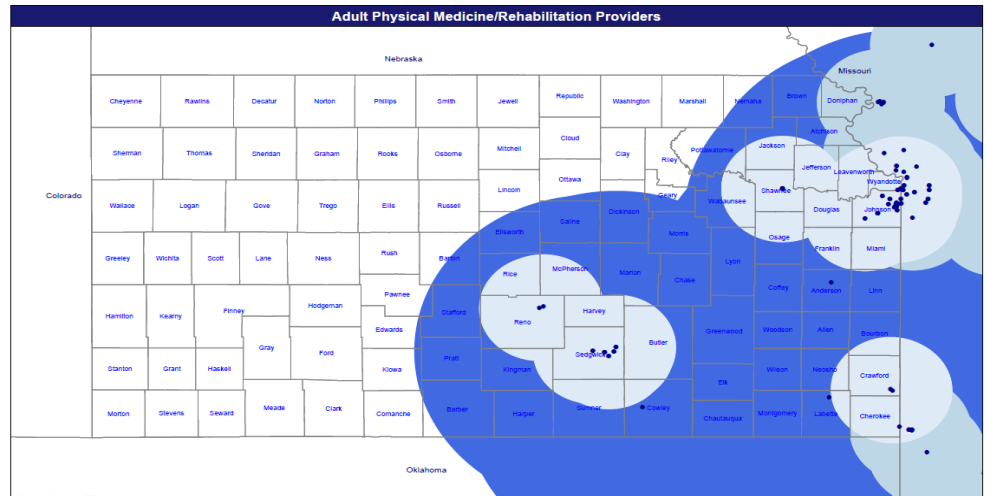 Adult Physical Medicine/Rehabilitation Providers
Nebraska
Missouri
Colorado
Oklahoma
Cheyenne Rawlins Decatur Norton Phillips Smith Jewell Republic Washington Marshall Nemaha Brown Doniphan
Sherman Thomas Sheridan Graham Rooks Osborne Mitchell Cloud Clay Riley Pottawatomie Jackson Atchison
Jefferson Leavenworth Wyandotte
Wallace Logan Gove Trego Ellis Russell Lincoln Ottawa Geary Wabaunsee Shawnee Douglas Johnson
Ellsworth Saline Dickinson Morris Osage Franklin Miami
Greeley Wichita Scott Lane Ness Rush Barton Rice McPherson Marion Chase Lyon Coffey Anderson Linn
Hamilton Kearny Finney Hodgeman Pawnee Edwards Stafford Reno Harvey Butler Greenwood Woodson Allen Bourbon
Stanton Grant Haskell Gray Ford Kiowa Pratt Kingman Sedgwick Elk Wilson Neosho Crawford
Morton Stevens Seward Meade Clark Comanche Barber Harper Sumner Cowley Chautauqua Montgomery Labette Cherokee